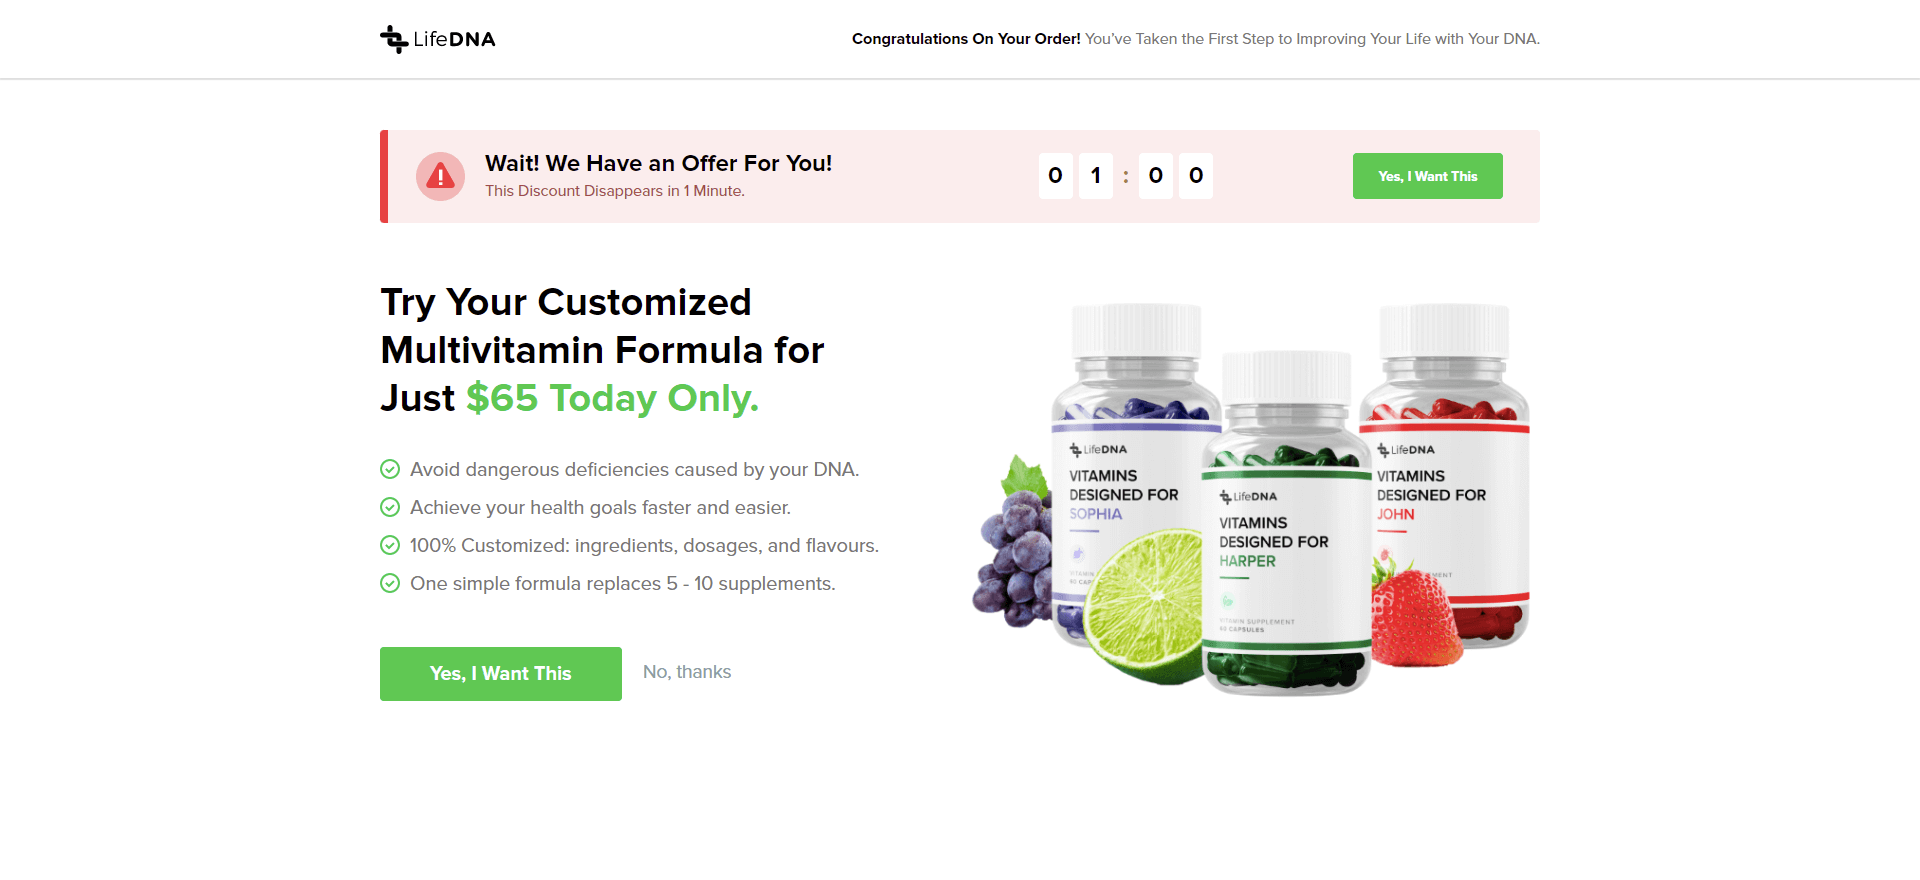 LifeDNA
Congratulations On Your Order! You've Taken the First Step to Improving Your Life with Your DNA.
Wait! We Have an Offer For You!
This Discount Disappears in 1 Minute.
01:00
Yes, I Want This
Try Your Customized
Multivitamin Formula for
Just $65 Today Only.
Avoid dangerous deficiencies caused by your DNA.
Achieve your health goals faster and easier.
100% Customized: ingredients, dosages, and flavours.
One simple formula replaces 5 - 10 supplements.
Yes, I Want This
No, thanks
LifeDNA
VITAMINS
DESIGNED FOR
SOPHIA
LifeDNA
VITAMINS
DESIGNED FOR
HARPER
VITAMIN SUPPLEMENT
60 CAPSULES
LifeDNA
VITAMINS
DESIGNED FOR
JOHN